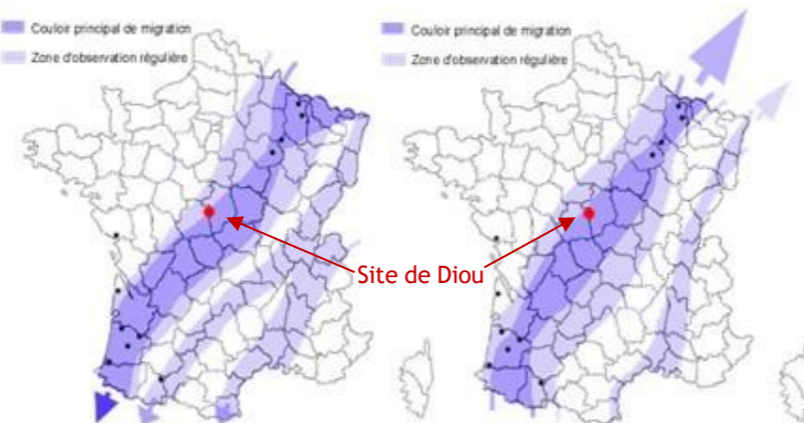 Couloir principal de migration
Zone d'observation régulière
Couloir principal de migration
Zone d'observation régulière
Site de Diou